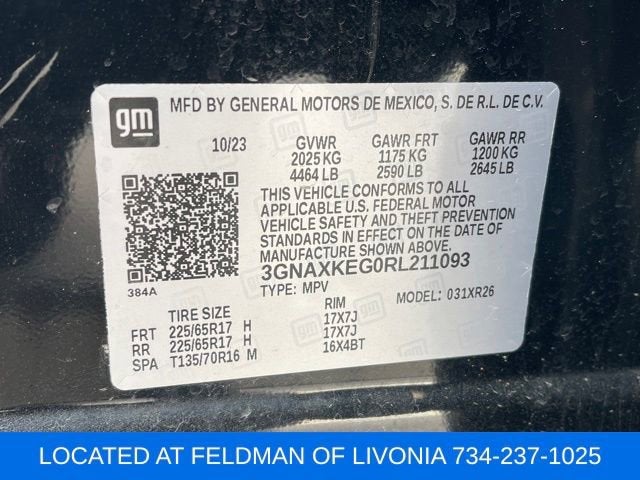 gm
MFD BY GENERAL MOTORS DE MEXICO, S. DE R.L. DE C.V.
10/23 GVWR GAWR FRT GAWR RR
2025 KG 1175 KG 1200 KG
4464 LB 2590 LB 2645 LB
THIS VEHICLE CONFORMS TO ALL
APPLICABLE U.S. FEDERAL MOTOR
VEHICLE SAFETY AND THEFT PREVENTION
STANDARDS IN EFFECT ON THE DATE OF
MANUFACTURE SHOWN ABOVE.
3GNAXKEG0RL211093
384A TYPE: MPV MODEL: 031XR26
TIRE SIZE RIM
FRT 225/65R17 H 17X7J
RR 225/65R17 H 17X7J
SPA T135/70R16 M 16X4BT
LOCATED AT FELDMAN OF LIVONIA 734-237-1025